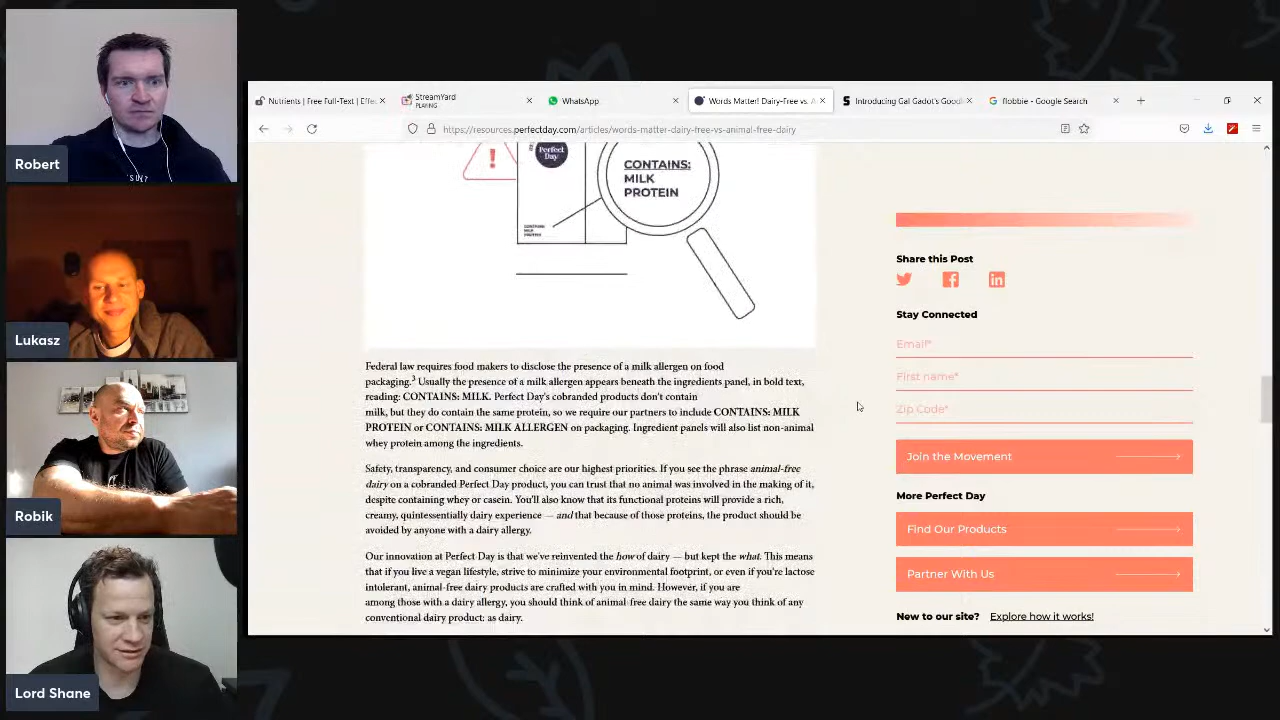 Robert
Lukasz
Robik
Lord Shane
Nutrients | Free Full-Text | Effec
StreamYard
PLAYING
WhatsApp
Words Matter! Dairy-Free vs. A
Introducing Gal Gadot's Goodl
flobbie - Google Search
https://resources.perfectday.com/articles/words-matter-dairy-free-vs-animal-free-dairy
Perfect
Day
CONTAINS:
MILK
PROTEIN
CONTAINS:
MILK
PROTEIN
Federal law requires food makers to disclose the presence of a milk allergen on food
packaging.3 Usually the presence of a milk allergen appears beneath the ingredients panel, in bold text,
reading: CONTAINS: MILK. Perfect Day's cobranded products don't contain
milk, but they do contain the same protein, so we require our partners to include CONTAINS: MILK
PROTEIN or CONTAINS: MILK ALLERGEN on packaging. Ingredient panels will also list non-animal
whey protein among the ingredients.
Safety, transparency, and consumer choice are our highest priorities. If you see the phrase animal-free
dairy on a cobranded Perfect Day product, you can trust that no animal was involved in the making of it,
despite containing whey or casein. You'll also know that its functional proteins will provide a rich,
creamy, quintessentially dairy experience — and that because of those proteins, the product should be
avoided by anyone with a dairy allergy.
Our innovation at Perfect Day is that we've reinvented the how of dairy — but kept the what. This means
that if you live a vegan lifestyle, strive to minimize your environmental footprint, or even if you're lactose
intolerant, animal-free dairy products are crafted with you in mind. However, if you are
among those with a dairy allergy, you should think of animal-free dairy the same way you think of any
conventional dairy product: as dairy.
Share this Post
Stay Connected
Email*
First name*
Zip Code*
Join the Movement
More Perfect Day
Find Our Products
Partner With Us
New to our site? Explore how it works!